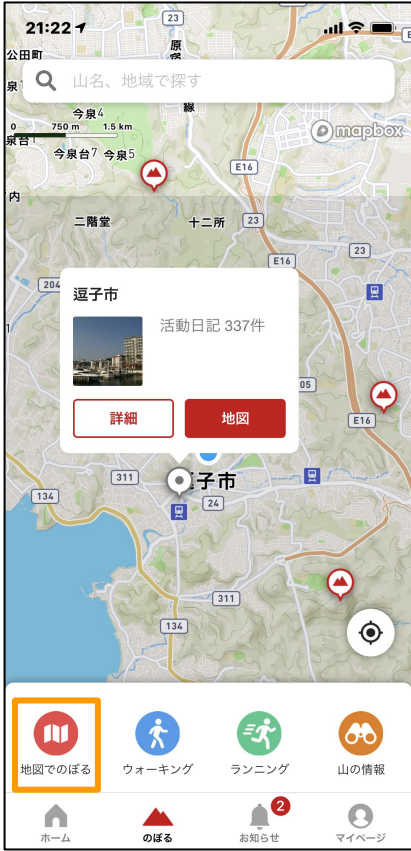 21:22
23
公田町
原
宿
山名、地域で探す
線
今泉4
0 750 m 1.5 km
mapbox
今泉台7 今泉5
E16
内
二階堂
十二所
23
E16
23
204
逗子市
活動日記 337件
05
詳細
地図
E16
311
子市
134
24
311
134
地図でのぼる
ウォーキング
ランニング
山の情報
2
ホーム
のぼる
お知らせ
マイページ